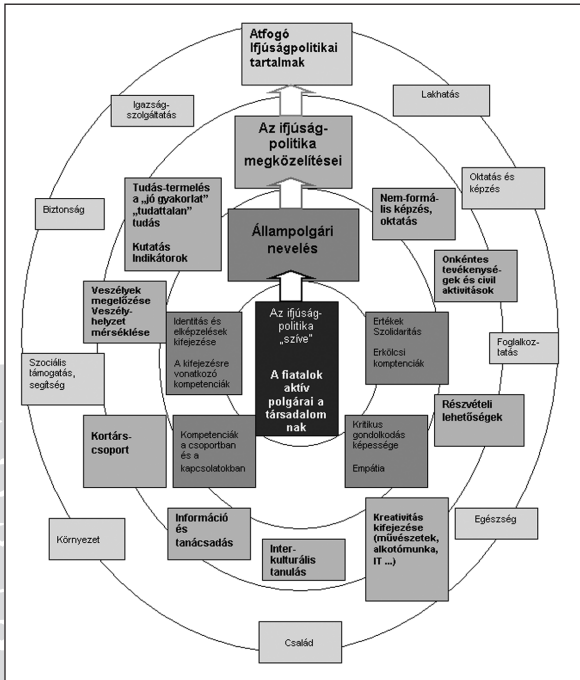 Atfogó
Ifjúságpolitikai
tartalmak
Igazság-
szolgáltatás
Lakhatás
Az ifjúság-
politika
megközelítései
Oktatás és
képzés
Biztonság
Tudás-termelés
a „jó gyakorlat”
„tudattalan”
tudás
Kutatás
Indikátorok
Nem-formá-
lis képzés,
oktatás
Állampolgári
nevelés
Onkéntes
tevékenysé-
gek és civil
aktivitások
Veszélyek
megelőzése
Veszély-
helyzet
mérséklése
Identitás és
elképzelések
kifejezése
A kifejezésre
vonatkozó
kompetenciák
Az ifjúság-
politika
„szíve”
A fiatalok
aktív
polgárai a
társadalom
nak
Ertékek
Szolidaritás
Erkölcsi
komptenciák
Foglalkoz-
tatás
Szociális
támogatás,
segítség
Kortárs-
csoport
Kompetenciák
a csoportban
és a
kapcsolatokban
Kritikus
gondolkodás
képessége
Empátia
Részvételi
lehetőségek
Információ
és
tanácsadás
Inter-
kulturális
tanulás
Kreativitás
kifejezése
(művészetek,
alkotómunka,
IT ...)
Egészség
Környezet
Család